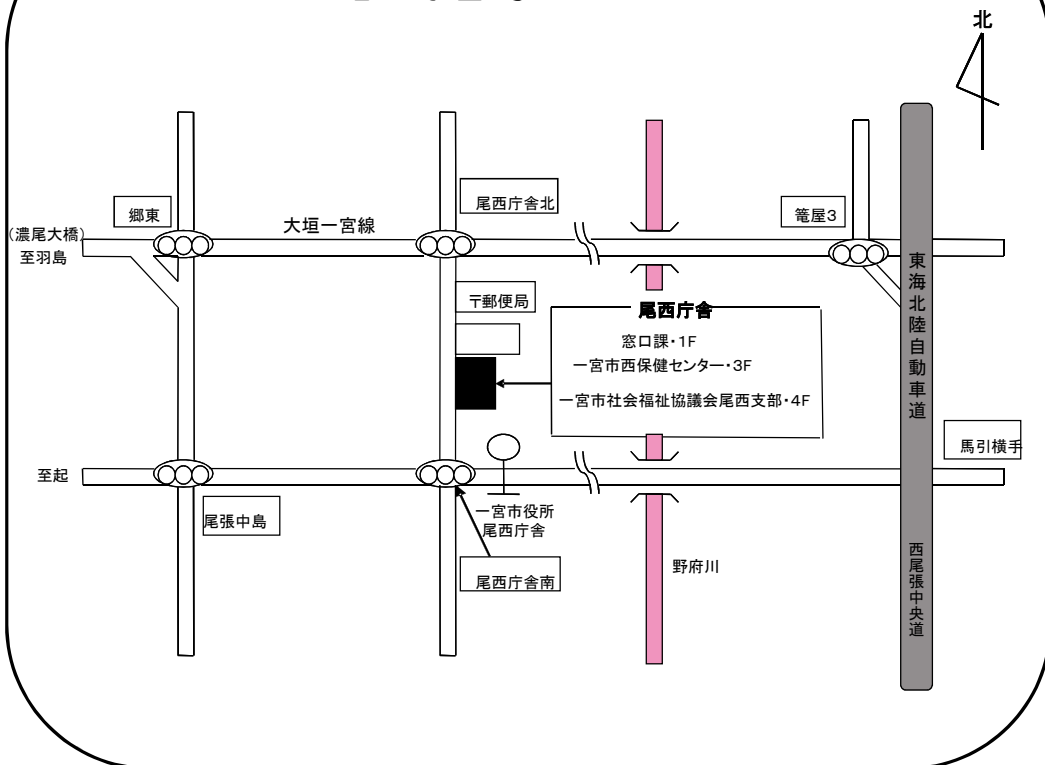 北
郷東
尾西庁舎北
篭屋3
大垣一宮線
(濃尾大橋)
至羽島
〒郵便局
尾西庁舎
窓口課・1F
一宮市西保健センター・3F
一宮市社会福祉協議会尾西支部・4F
東海北陸自動車道
馬引横手
至起
尾張中島
一宮市役所
尾西庁舎
尾西庁舎南
野府川
西尾張中央道